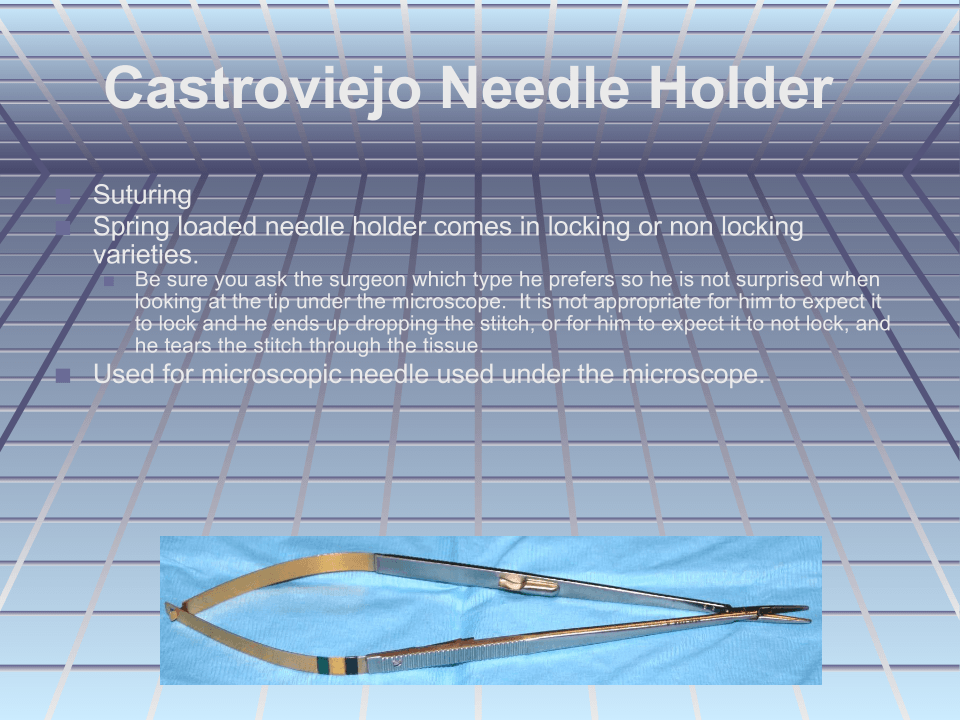 Castroviejo Needle Holder
Suturing
Spring loaded needle holder comes in locking or non locking
varieties.
Be sure you ask the surgeon which type he prefers so he is not surprised when
looking at the tip under the microscope.  It is not appropriate for him to expect it
to lock and he ends up dropping the stitch, or for him to expect it to not lock, and
he tears the stitch through the tissue.
Used for microscopic needle used under the microscope.